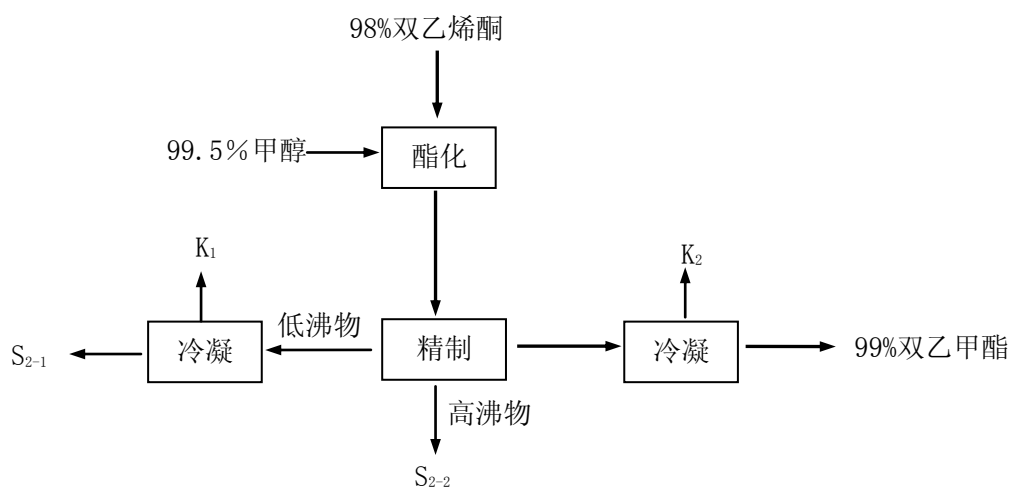 98%双乙烯酮
99.5％甲醇
酯化
K₁
K₂
低沸物
S₂₋₁
冷凝
精制
冷凝
99%双乙甲酯
高沸物
S₂₋₂